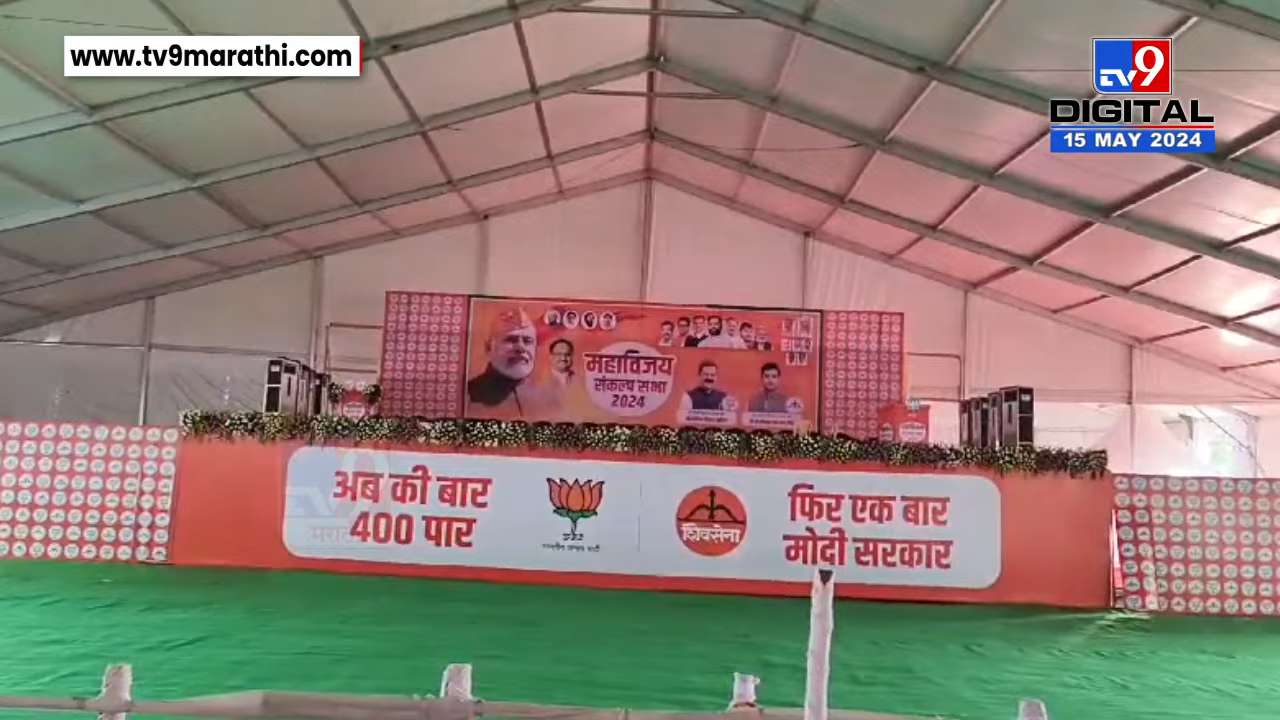 www.tv9marathi.com
TV9
DIGITAL
15 MAY 2024
महाविजय
संकल्प सभा
2024
अब की बार
400 पार
शिवसेना
फिर एक बार
मोदी सरकार